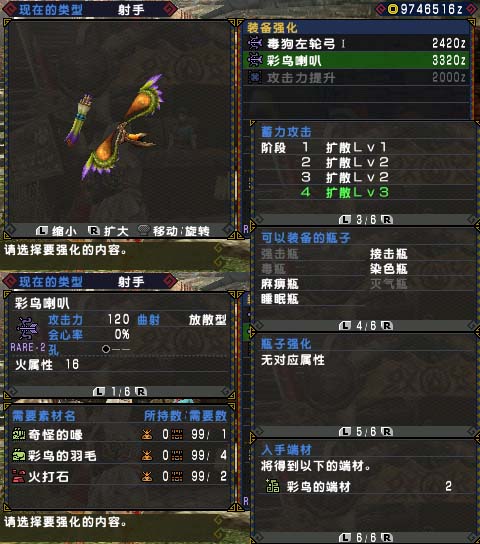 现在的类型 射手
9746516z
装备强化
毒狗左轮弓Ⅰ 2420z
彩鸟喇叭 3320z
攻击力提升 2000z
L 缩小 R 扩大 移动/旋转
请选择要强化的内容。
蓄力攻击
阶段 1 扩散Lv1
2 扩散Lv2
3 扩散Lv2
4 扩散Lv3
L 3/6 R
可以装备的瓶子
强击瓶 接击瓶
毒瓶 染色瓶
麻痹瓶 灭气瓶
睡眠瓶
L 4/6 R
现在的类型 射手
彩鸟喇叭
攻击力 120 曲射 放散型
会心率 0%
RARE-2 孔 ●――
火属性 16
L 1/6 R
需要素材名 所持数/需要数
奇怪的喙 0 99/ 1
彩鸟的羽毛 0 99/ 4
火打石 0 99/ 2
请选择要强化的内容。
瓶子强化
无对应属性
L 5/6 R
入手端材
将得到以下的端材。
彩鸟的端材 2
L 6/6 R